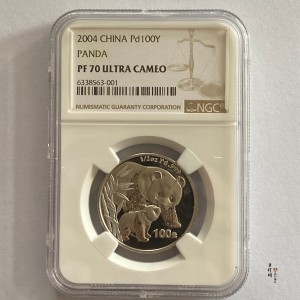 2004 CHINA Pd100Y
PANDA
PF 70 ULTRA CAMEO
6338563-001
NUMISMATIC GUARANTY CORPORATION
NGC
1/2oz Pd.999
100元